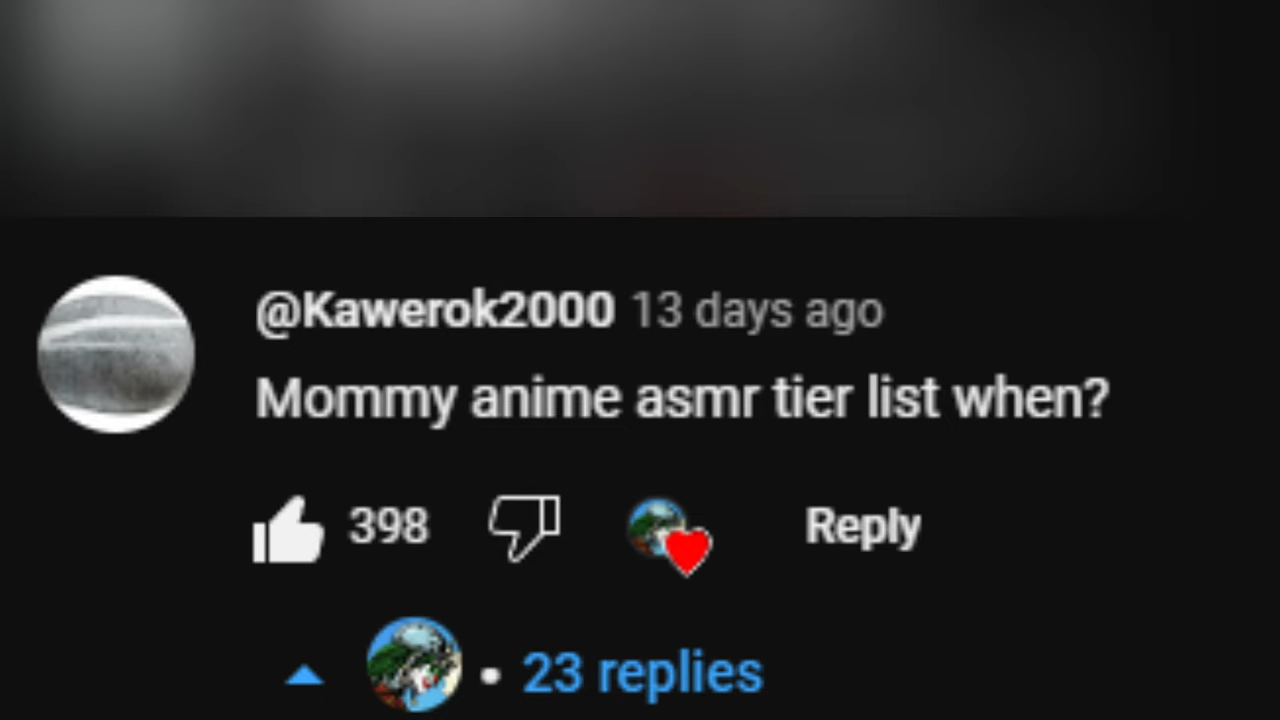 @Kawerok2000 13 days ago
Mommy anime asmr tier list when?
398 Reply
23 replies